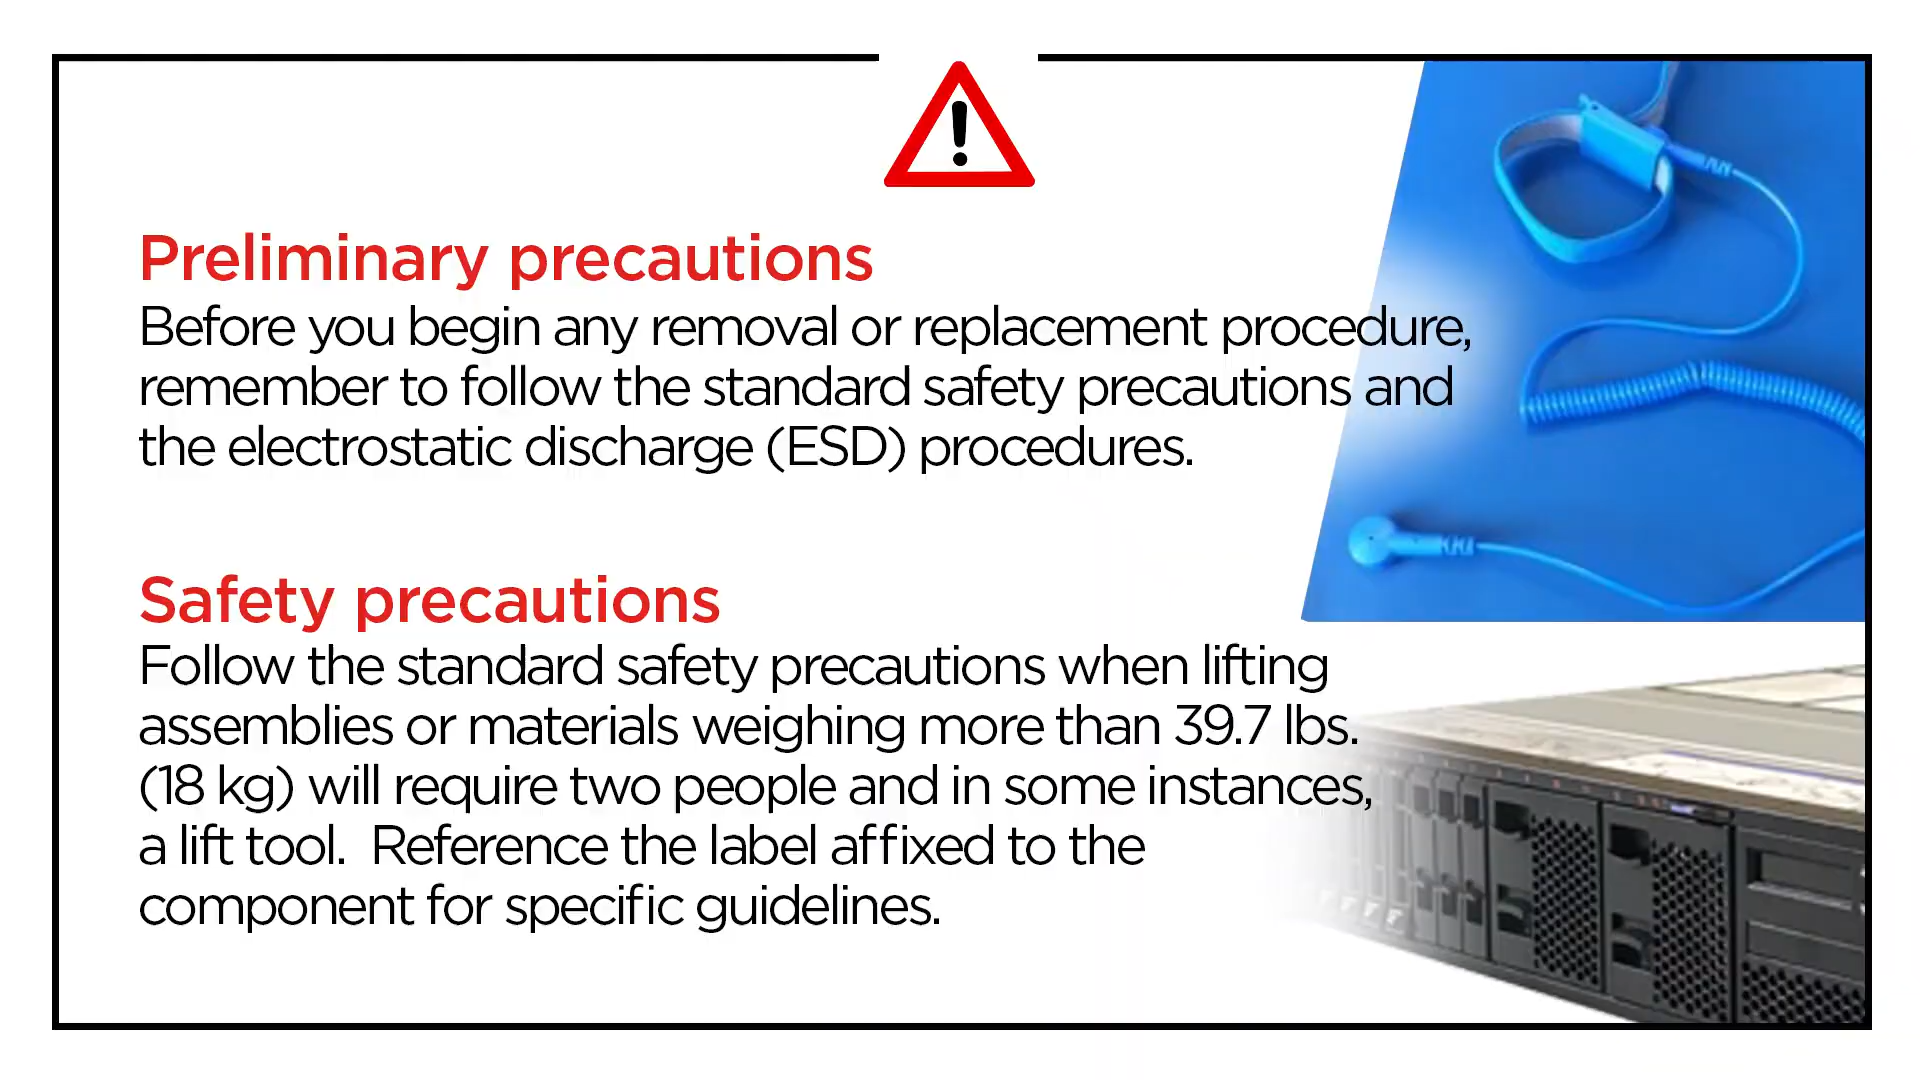 Preliminary precautions
Before you begin any removal or replacement procedure,
remember to follow the standard safety precautions and
the electrostatic discharge (ESD) procedures.
Safety precautions
Follow the standard safety precautions when lifting
assemblies or materials weighing more than 39.7 lbs.
(18 kg) will require two people and in some instances,
a lift tool.  Reference the label affixed to the
component for specific guidelines.